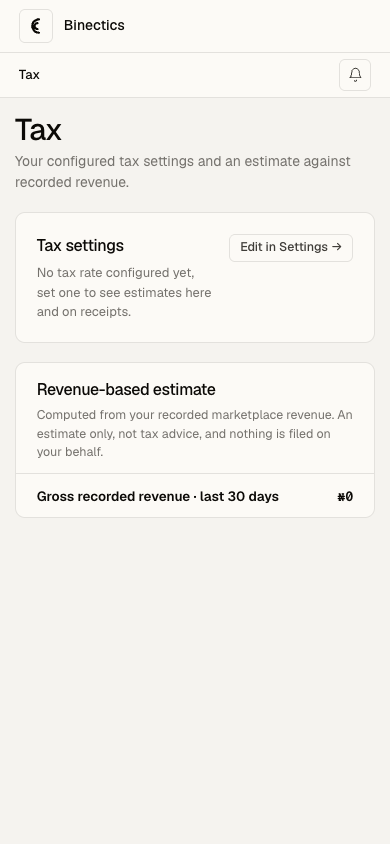 Binectics
Tax
Tax
Your configured tax settings and an estimate against
recorded revenue.
Tax settings
Edit in Settings →
No tax rate configured yet,
set one to see estimates here
and on receipts.
Revenue-based estimate
Computed from your recorded marketplace revenue. An
estimate only, not tax advice, and nothing is filed on
your behalf.
Gross recorded revenue · last 30 days
₦0